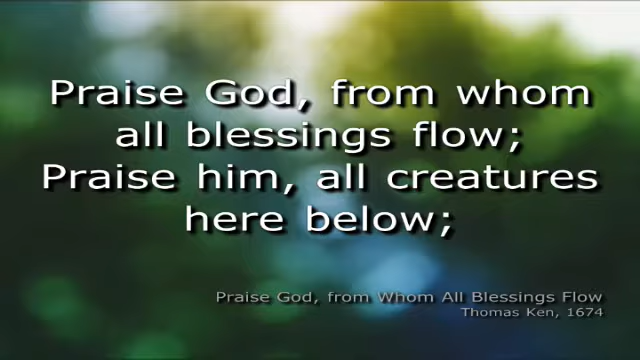 Praise God, from whom
all blessings flow;
Praise him, all creatures
here below;
Praise God, from Whom All Blessings Flow
Thomas Ken, 1674